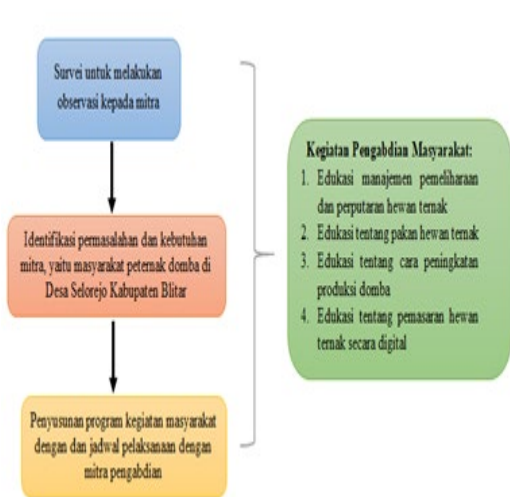 Survei untuk melakukan
observasi kepada mitra
Identifikasi permasalahan dan kebutuhan
mitra, yaitu masyarakat peternak domba di
Desa Selorejo Kabupaten Blitar
Penyusunan program kegiatan masyarakat
dengan dan jadwal pelaksanaan dengan
mitra pengabdian
Kegiatan Pengabdian Masyarakat:
1. Edukasi manajemen pemeliharaan
dan perputaran hewan ternak
2. Edukasi tentang pakan hewan ternak
3. Edukasi tentang cara peningkatan
produksi domba
4. Edukasi tentang pemasaran hewan
ternak secara digital